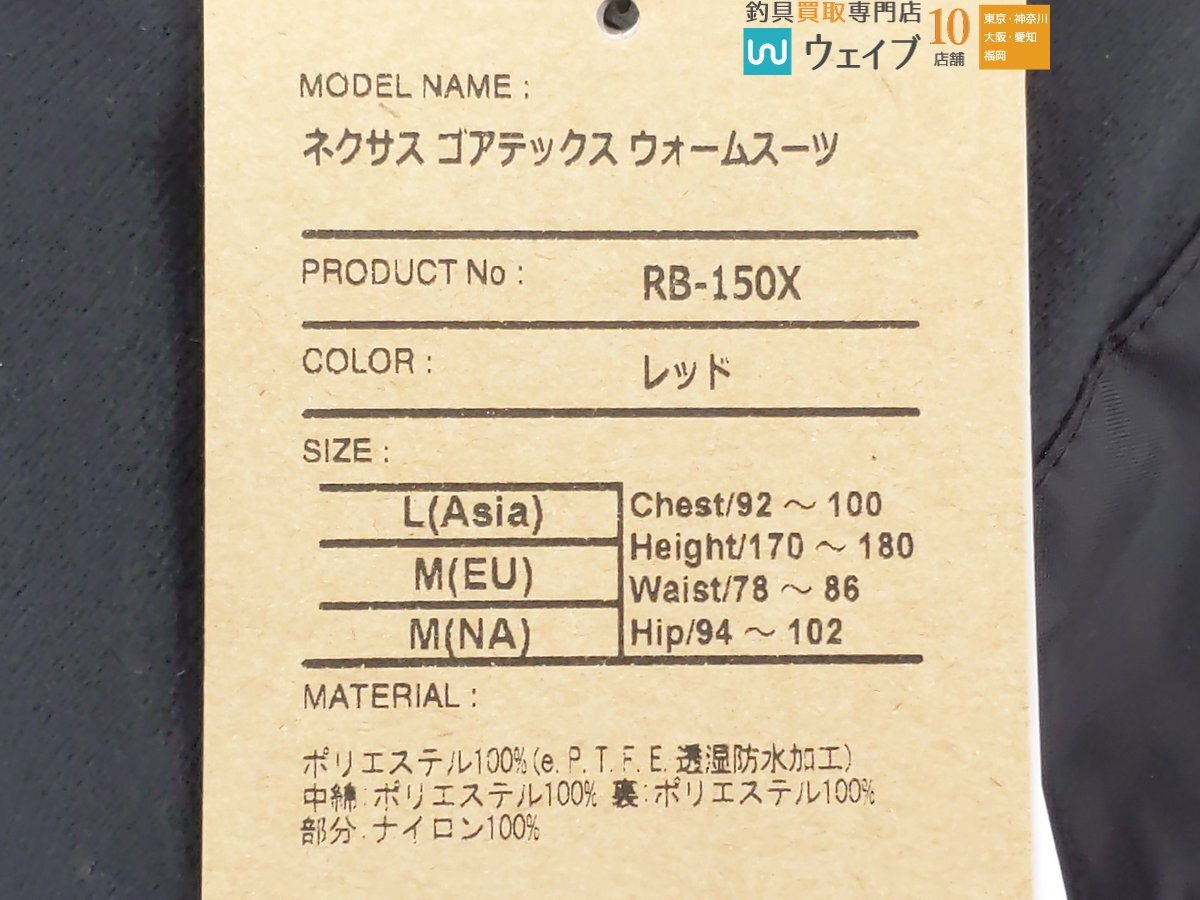 釣具買取専門店
ウェイブ
10
店舗
東京・神奈川
大阪・愛知
福岡
MODEL NAME :
ネクサス ゴアテックス ウォームスーツ
PRODUCT No : RB-150X
COLOR : レッド
SIZE :
L(Asia)
M(EU)
M(NA)
Chest/92 ～ 100
Height/170 ～ 180
Waist/78 ～ 86
Hip/94 ～ 102
MATERIAL :
ポリエステル100%(e.P.T.F.E.透湿防水加工)
中綿:ポリエステル100% 裏:ポリエステル100%
部分:ナイロン100%